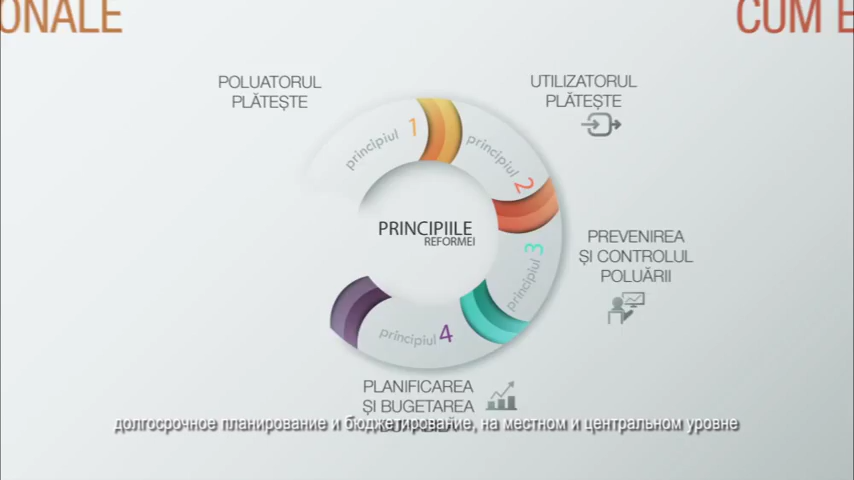 ONALE
CUM E
POLUATORUL
PLĂTEȘTE
UTILIZATORUL
PLĂTEȘTE
principiul 1
principiul 2
PRINCIPIILE
REFORMEI
principiul 3
PREVENIREA
ȘI CONTROLUL
POLUĂRII
principiul 4
PLANIFICAREA
ȘI BUGETAREA
долгосрочное планирование и бюджетирование, на местном и центральном уровне